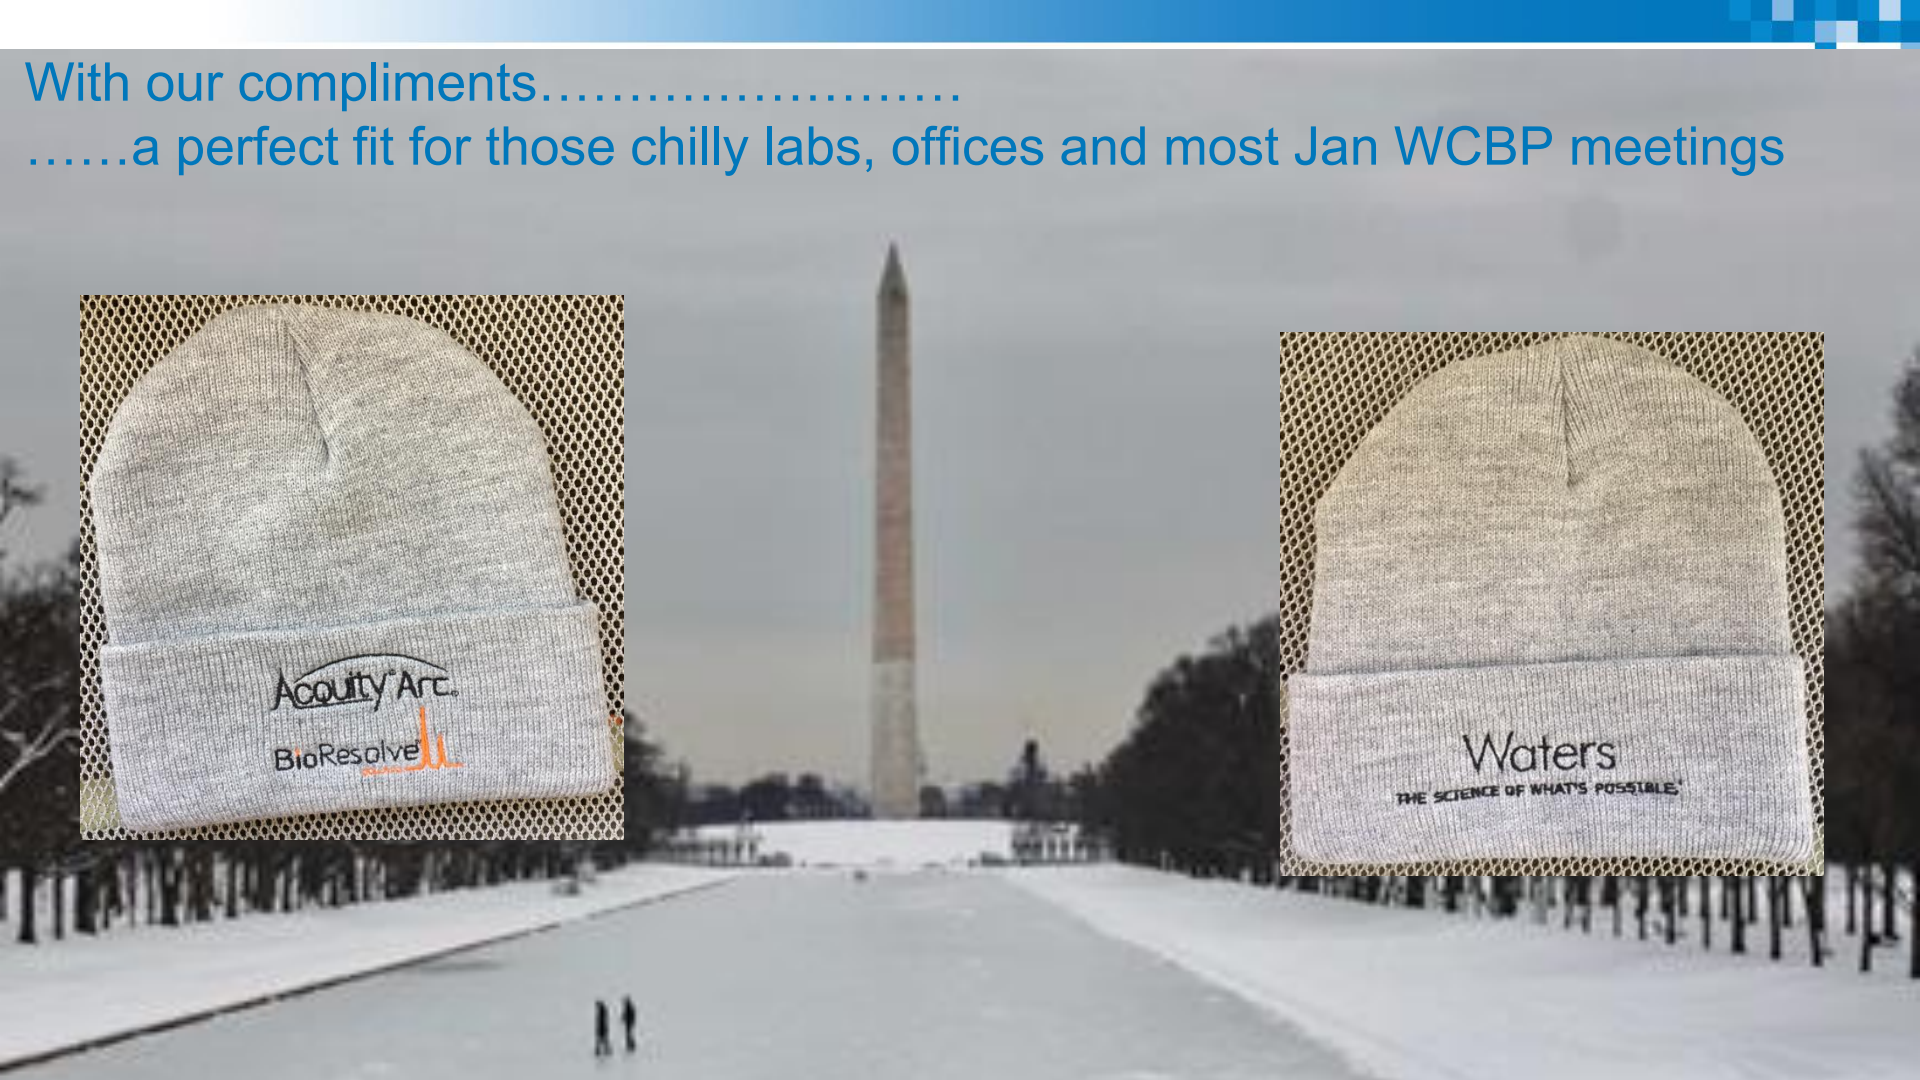 With our compliments……………………
……a perfect fit for those chilly labs, offices and most Jan WCBP meetings
Acquity Arc
BioResolve
Waters
THE SCIENCE OF WHAT'S POSSIBLE